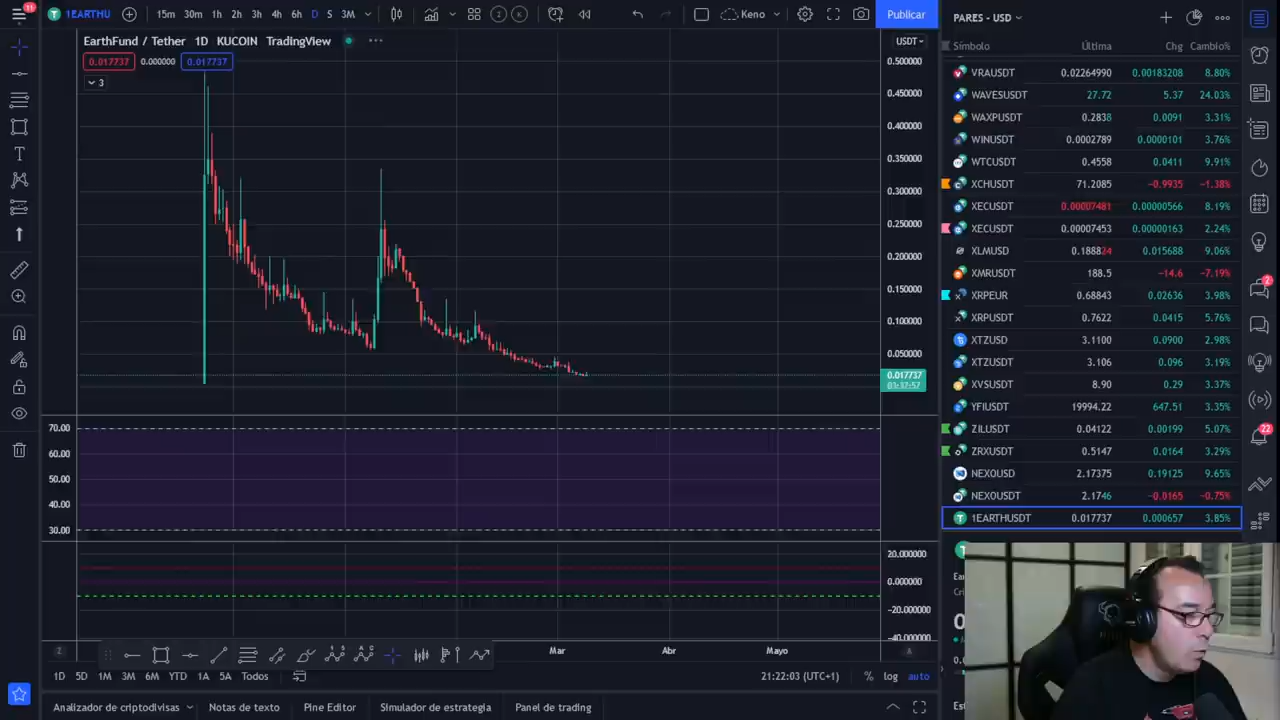 11
1EARTHU
15m 30m 1h 2h 3h 4h 6h D S 3M
Keno
Publicar
PARES - USD
EarthFund / Tether 1D KUCOIN TradingView
USDT
0.017737 0.000000 0.017737
3
0.500000
0.450000
0.400000
0.350000
0.300000
0.250000
0.200000
0.150000
0.100000
0.050000
0.017737
03:37:57
70.00
60.00
50.00
40.00
30.00
20.000000
0.000000
-20.000000
-40.000000
Mar Abr Mayo
1D 5D 1M 3M 6M YTD 1A 5A Todos
21:22:03 (UTC+1) % log auto
Analizador de criptodivisas Notas de texto Pine Editor Simulador de estrategia Panel de trading
Símbolo Última Chg Cambio%
VRAUSDT 0.02264990 0.00183208 8.80%
WAVESUSDT 27.72 5.37 24.03%
WAXPUSDT 0.2838 0.0091 3.31%
WINUSDT 0.0002789 0.0000101 3.76%
WTCUSDT 0.4558 0.0411 9.91%
XCHUSDT 71.2085 -0.9935 -1.38%
XECUSDT 0.00007481 0.00000566 8.19%
XECUSDT 0.00007453 0.00000163 2.24%
XLMUSD 0.188824 0.015688 9.06%
XMRUSDT 188.5 -14.6 -7.19%
XRPEUR 0.68843 0.02636 3.98%
XRPUSDT 0.7622 0.0415 5.76%
XTZUSD 3.1100 0.0900 2.98%
XTZUSDT 3.106 0.096 3.19%
XVSUSDT 8.90 0.29 3.37%
YFIUSDT 19994.22 647.51 3.35%
ZILUSDT 0.04122 0.00199 5.07%
ZRXUSDT 0.5147 0.0164 3.29%
NEXOUSD 2.17375 0.19125 9.65%
NEXOUSDT 2.1746 -0.0165 -0.75%
1EARTHUSDT 0.017737 0.000657 3.85%
2
22